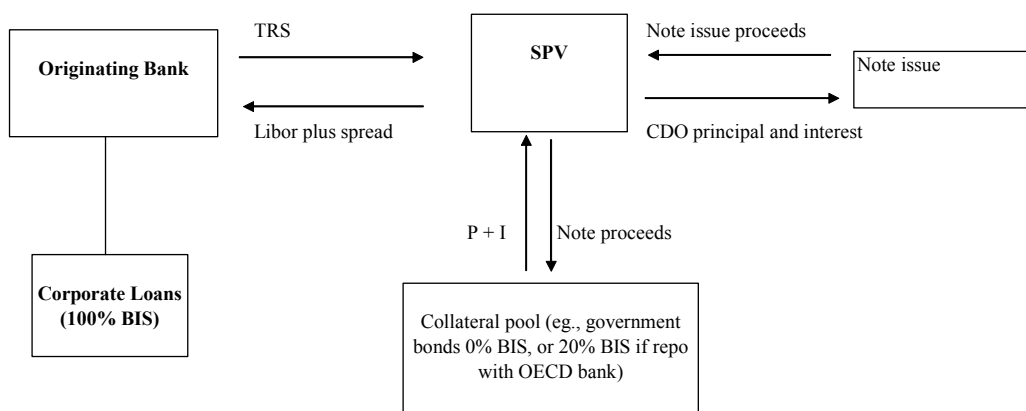 TRS
Note issue proceeds
Originating Bank
SPV
Note issue
Libor plus spread
CDO principal and interest
P + I
Note proceeds
Corporate Loans
(100% BIS)
Collateral pool (eg., government
bonds 0% BIS, or 20% BIS if repo
with OECD bank)